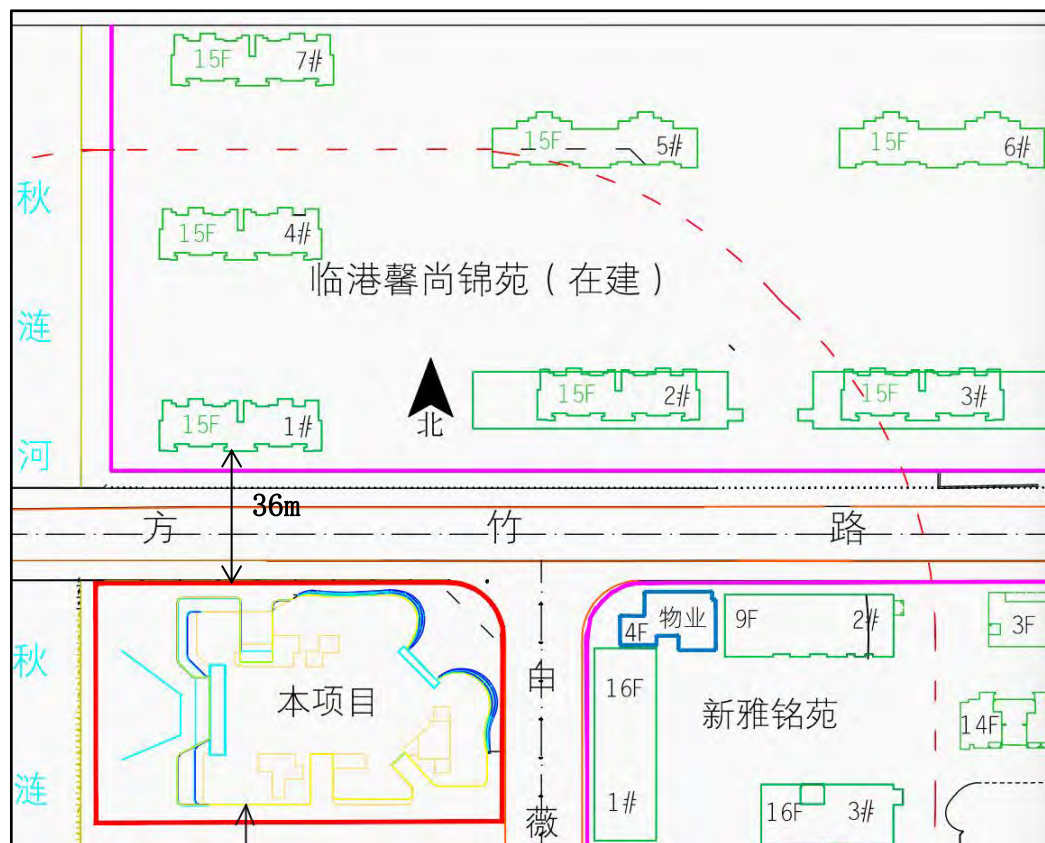 15F 7#
15F 5#
15F 6#
秋
15F 4#
临港馨尚锦苑（在建）
涟
15F 1#
北
15F 2#
15F 3#
河
36m
方 竹 路
秋
本项目
涟
白
薇
4F 物业
9F 2#
3F
16F
新雅铭苑
14F
1#
16F 3#